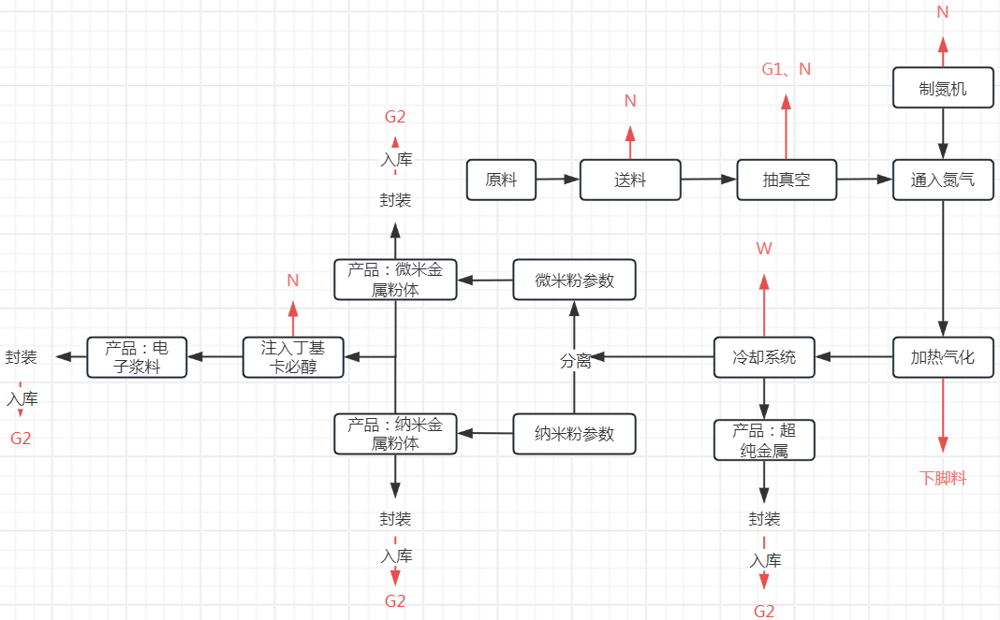 N
G1、N
制氮机
N
G2
入库
封装
原料
送料
抽真空
通入氮气
W
产品：微米金
属粉体
微米粉参数
N
封装
产品：电
子浆料
注入丁基
卡必醇
分离
冷却系统
加热气化
入库
G2
产品：纳米金
属粉体
纳米粉参数
产品：超
纯金属
下脚料
封装
入库
G2
封装
入库
G2